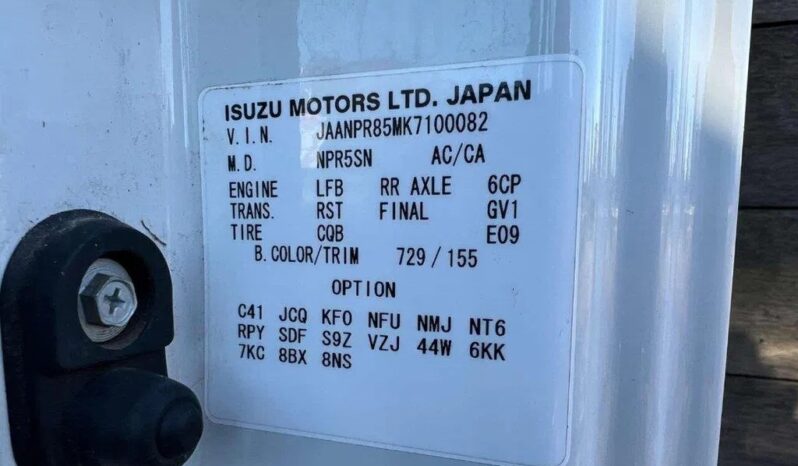 ISUZU MOTORS LTD. JAPAN
V. I. N. JAANPR85MK7100082
M. D. NPR5SN AC/CA
ENGINE LFB RR AXLE 6CP
TRANS. RST FINAL GV1
TIRE CQB E09
B. COLOR/TRIM 729 / 155
OPTION
C41 JCQ KFO NFU NMJ NT6
RPY SDF S9Z VZJ 44W 6KK
7KC 8BX 8NS